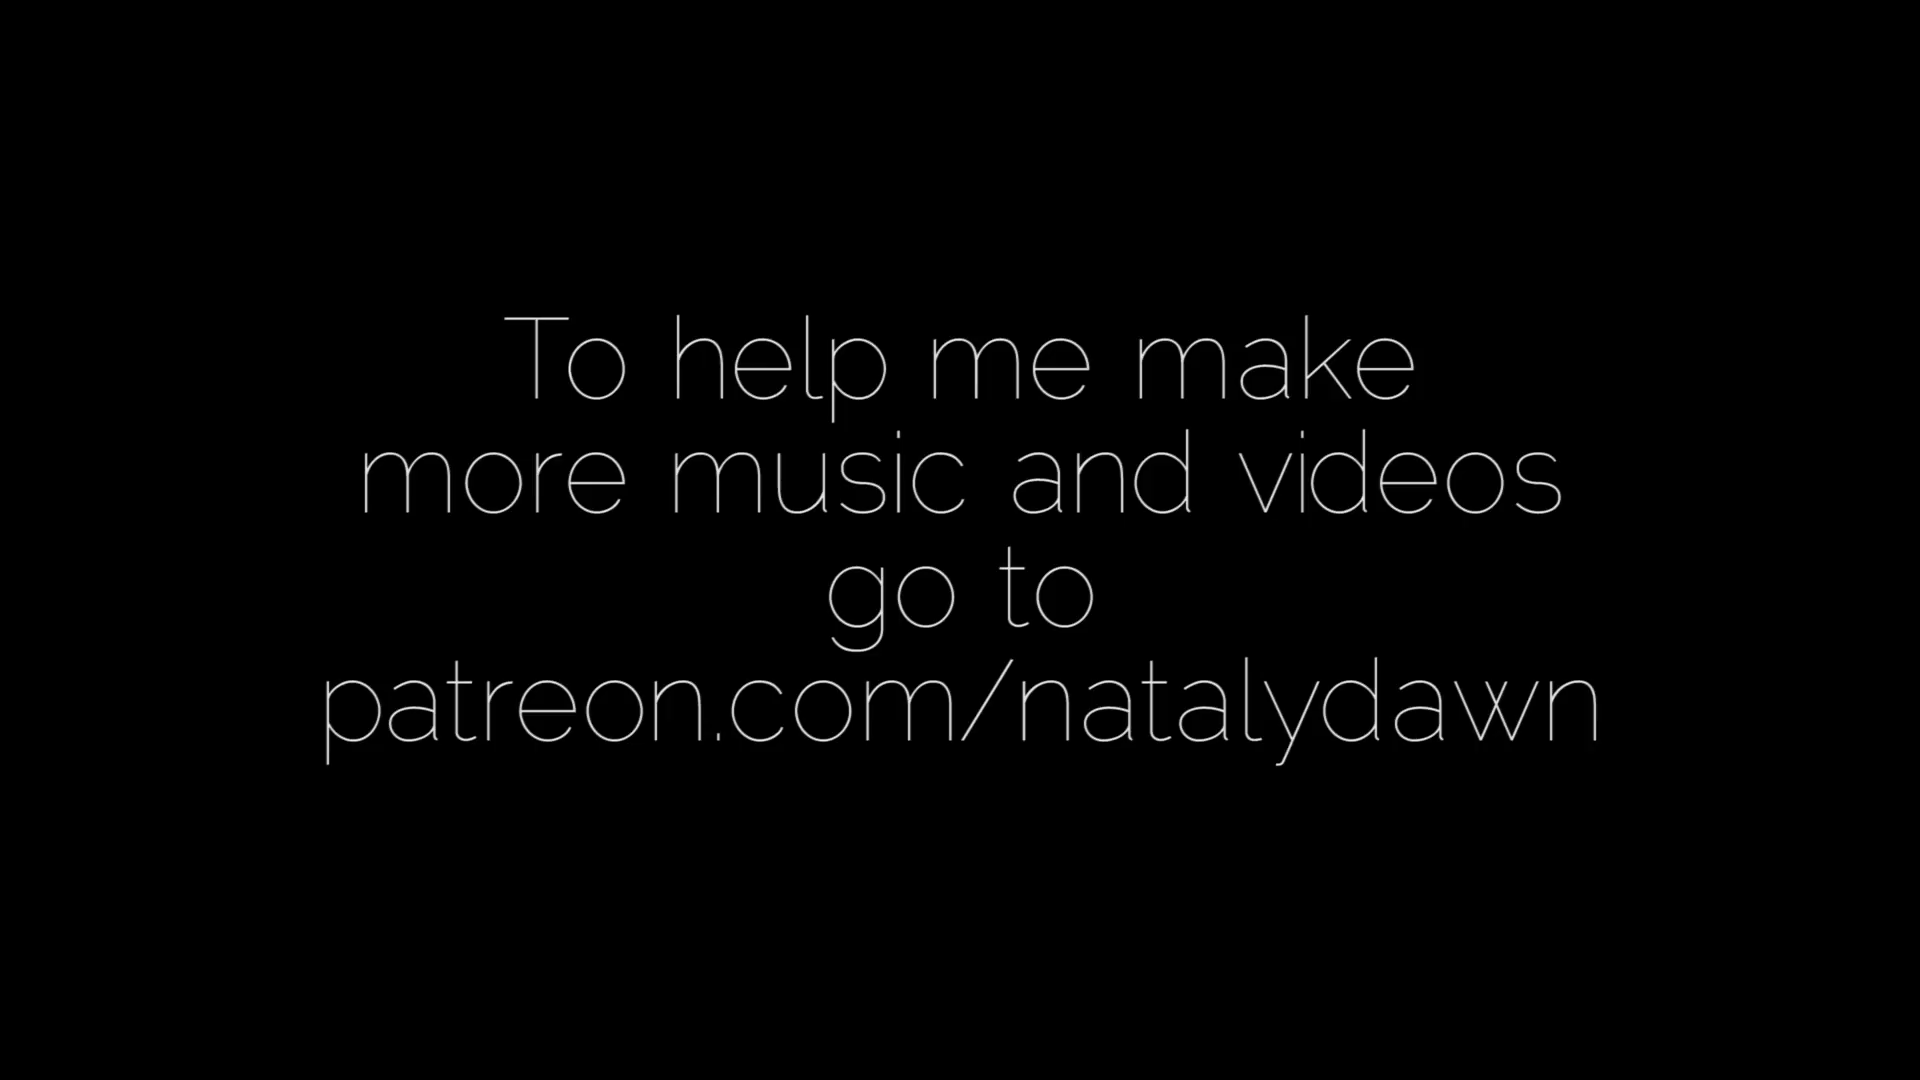 To help me make
more music and videos
go to
patreon.com/natalydawn